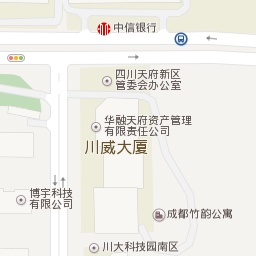 中信银行
四川天府新区
管委会办公室
华融天府资产管理
有限责任公司
川威大厦
博宇科技
有限公司
成都竹韵公寓
川大科技园南区